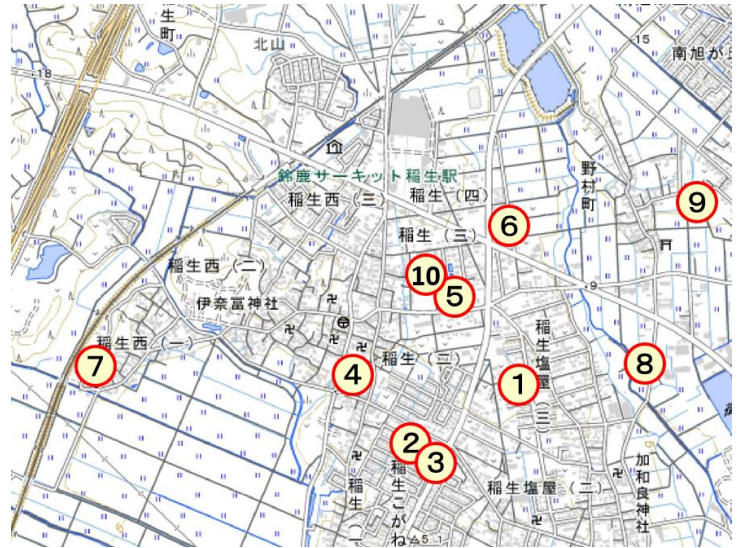 稲生町
北山
・15
南旭が丘
・18
鈴鹿サーキット稲生駅
野村町
9
稲生西（三）
稲生（四）
6
稲生（三）
稲生西（二）
10
5
・9
伊奈冨神社
稲生塩屋（三）
稲生西（一）
7
稲生（二）
4
1
8
2
3
稲生こがね
稲生塩屋（二）
加和良神社
稲生（一
△5.1